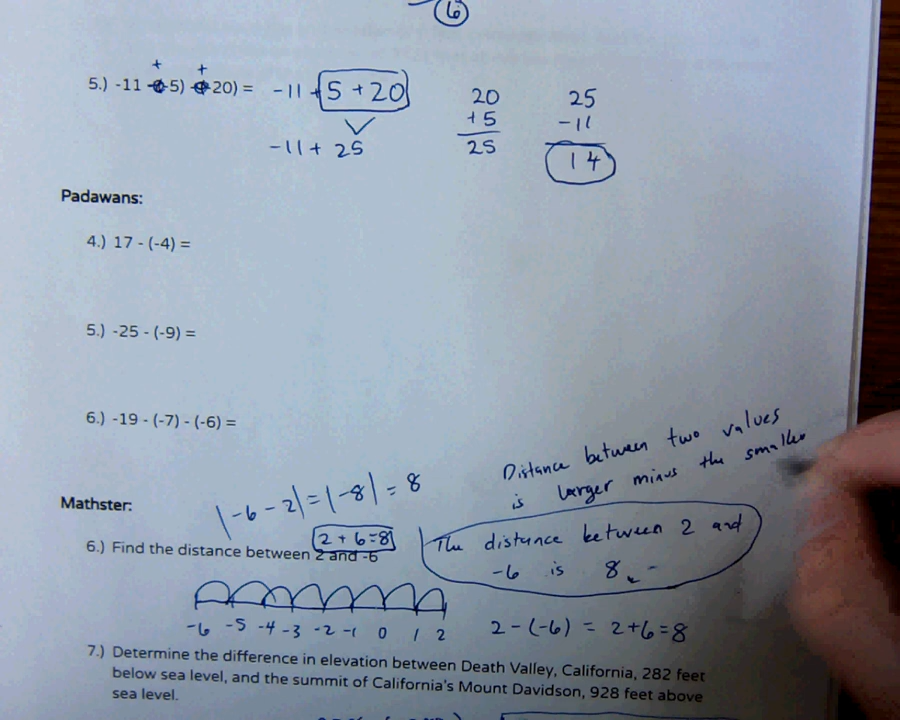 6
+ +
5.) -11 - (-5) - (-20) = -11 + 5 + 20
-11 + 25
20
+5
25
25
-11
14
Padawans:
4.) 17 - (-4) =
5.) -25 - (-9) =
6.) -19 - (-7) - (-6) =
Distance between two values
is larger minus the smaller
Mathster:
|-6 - 2| = |-8| = 8
2 + 6 = 8
6.) Find the distance between 2 and -6
The distance between 2 and
-6 is 8
-6 -5 -4 -3 -2 -1 0 1 2
2 - (-6) = 2+6=8
7.) Determine the difference in elevation between Death Valley, California, 282 feet
below sea level, and the summit of California's Mount Davidson, 928 feet above
sea level.